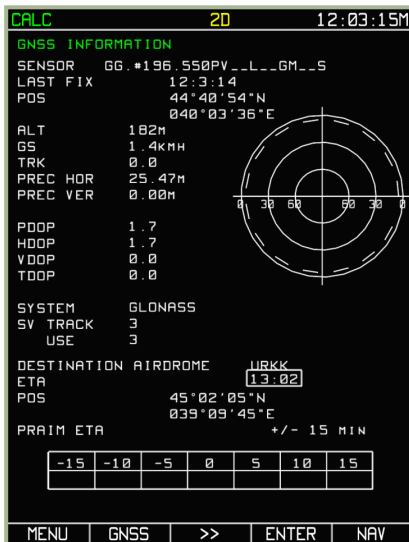 CALC 2D 12:03:15M
GNSS INFORMATION
SENSOR GG.#196.550PV__L__GM__S
LAST FIX 12:3:14
POS 44°40'54"N
040°03'36"E
ALT 182M
GS 1.4KMH
TRK 0.0
PREC HOR 25.47M
PREC VER 0.00M
0 30 60 60 30 0
PDOP 1.7
HDOP 1.7
VDOP 0.0
TDOP 0.0
SYSTEM GLONASS
SV TRACK 3
USE 3
DESTINATION AIRDROME URKK
ETA 13:02
POS 45°02'05"N
039°09'45"E
PRAIM ETA +/- 15 MIN
-15 -10 -5 0 5 10 15
MENU GNSS >> ENTER NAV